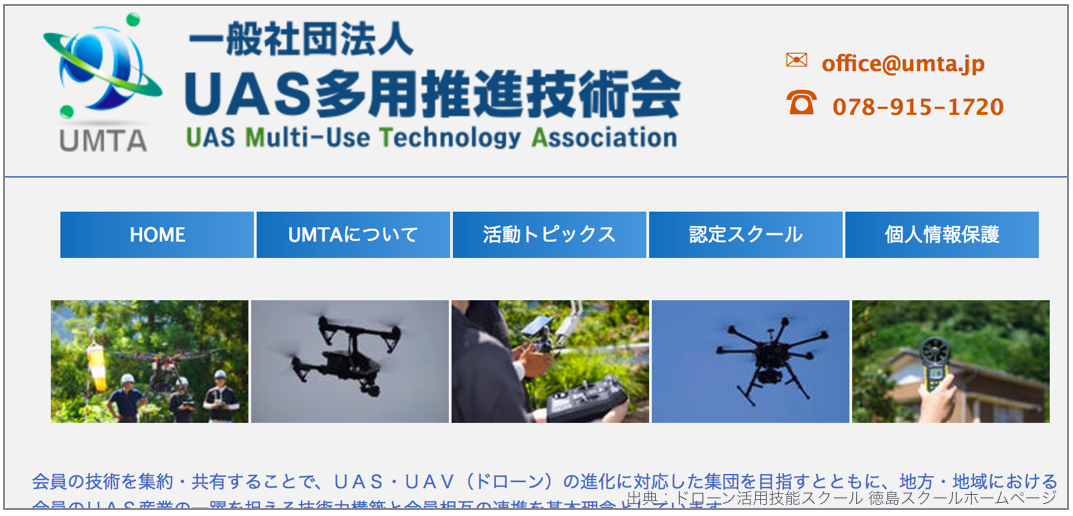 一般社団法人
UAS多用推進技術会
UAS Multi-Use Technology Association
UMTA
✉ office@umta.jp
☎ 078-915-1720
HOME
UMTAについて
活動トピックス
認定スクール
個人情報保護
会員の技術を集約・共有することで、ＵＡＳ・ＵＡＶ（ドローン）の進化に対応した集団を目指すとともに、地方・地域における
会員のＵＡＳ産業の一翼を担える技術力構築と会員相互の連携を基本理念としています。
出典：ドローン活用技能スクール 徳島スクールホームページ